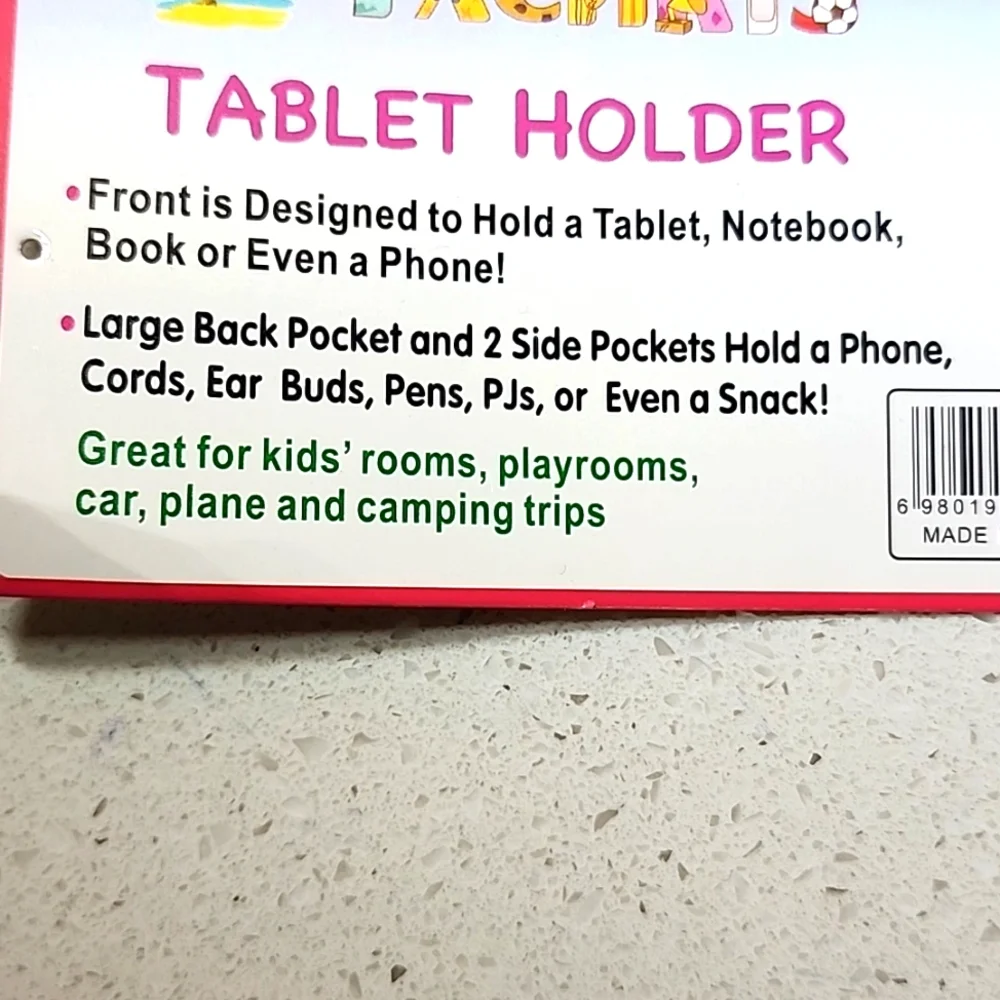 TABLET HOLDER
•Front is Designed to Hold a Tablet, Notebook,
Book or Even a Phone!
•Large Back Pocket and 2 Side Pockets Hold a Phone,
Cords, Ear Buds, Pens, PJs, or Even a Snack!
Great for kids' rooms, playrooms,
car, plane and camping trips
6 98019
MADE